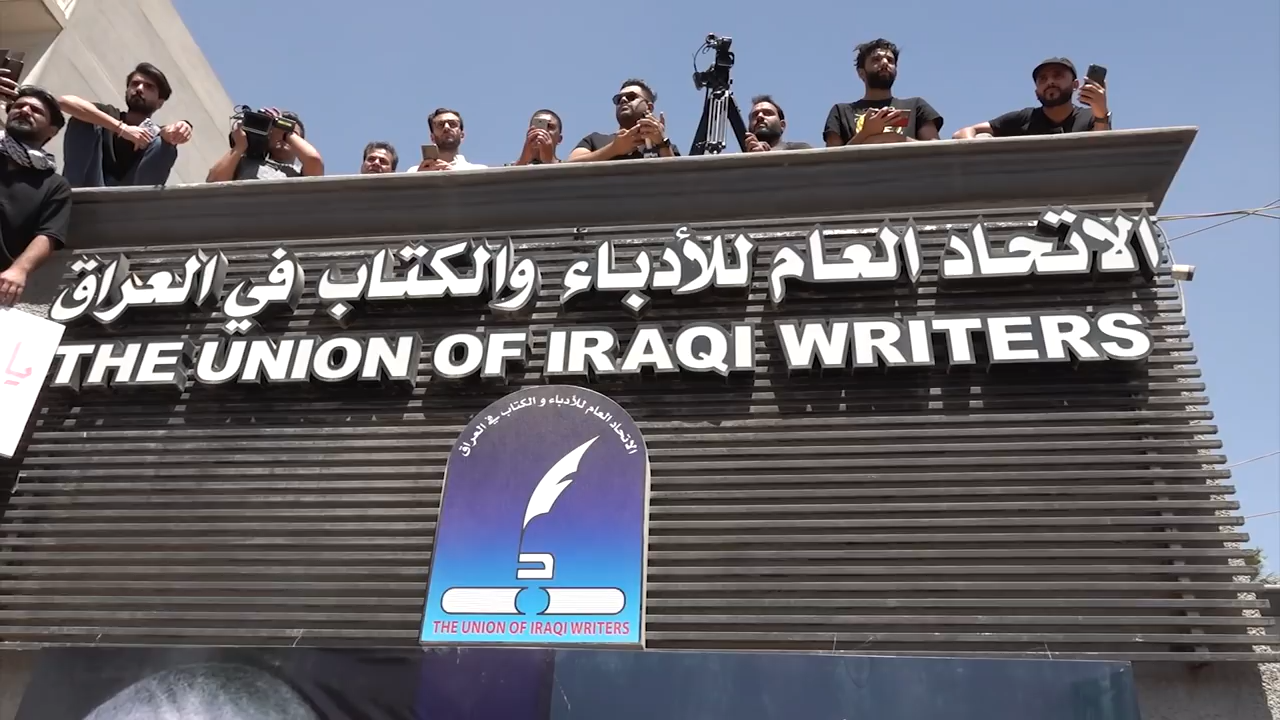 الاتحاد العام للأدباء والكتاب في العراق
THE UNION OF IRAQI WRITERS
الاتحاد العام للأدباء و الكتاب في العراق
THE UNION OF IRAQI WRITERS